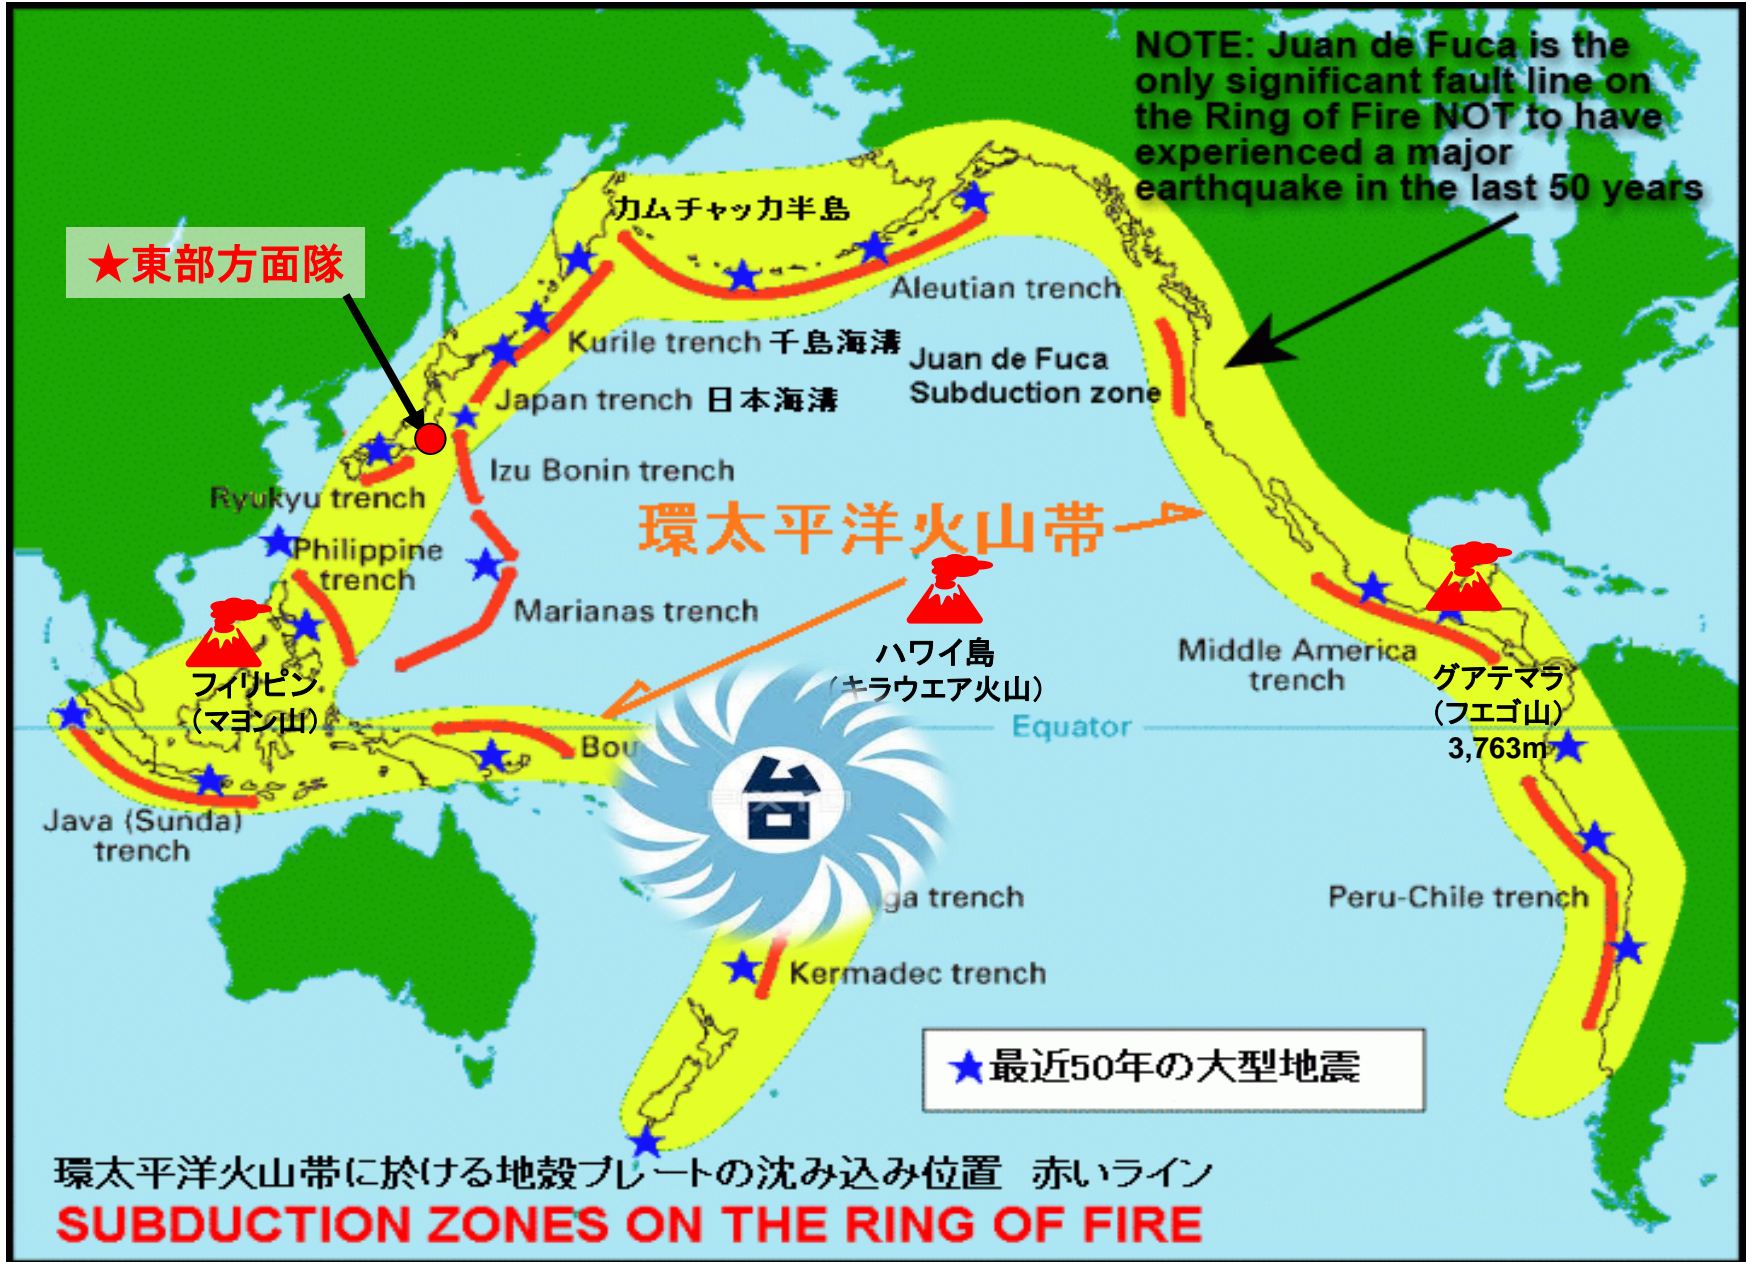 NOTE: Juan de Fuca is the
only significant fault line on
the Ring of Fire NOT to have
experienced a major
earthquake in the last 50 years
カムチャッカ半島
★東部方面隊
Aleutian trench
Kurile trench 千島海溝
Juan de Fuca
Subduction zone
Japan trench 日本海溝
Izu Bonin trench
Ryukyu trench
環太平洋火山帯
Philippine
trench
Marianas trench
ハワイ島
(キラウエア火山)
Middle America
trench
グアテマラ
(フエゴ山)
3,763m
フィリピン
(マヨン山)
Equator
Bou
台
Java (Sunda)
trench
ga trench
Peru-Chile trench
Kermadec trench
★最近50年の大型地震
環太平洋火山帯に於ける地殻プレートの沈み込み位置 赤いライン
SUBDUCTION ZONES ON THE RING OF FIRE